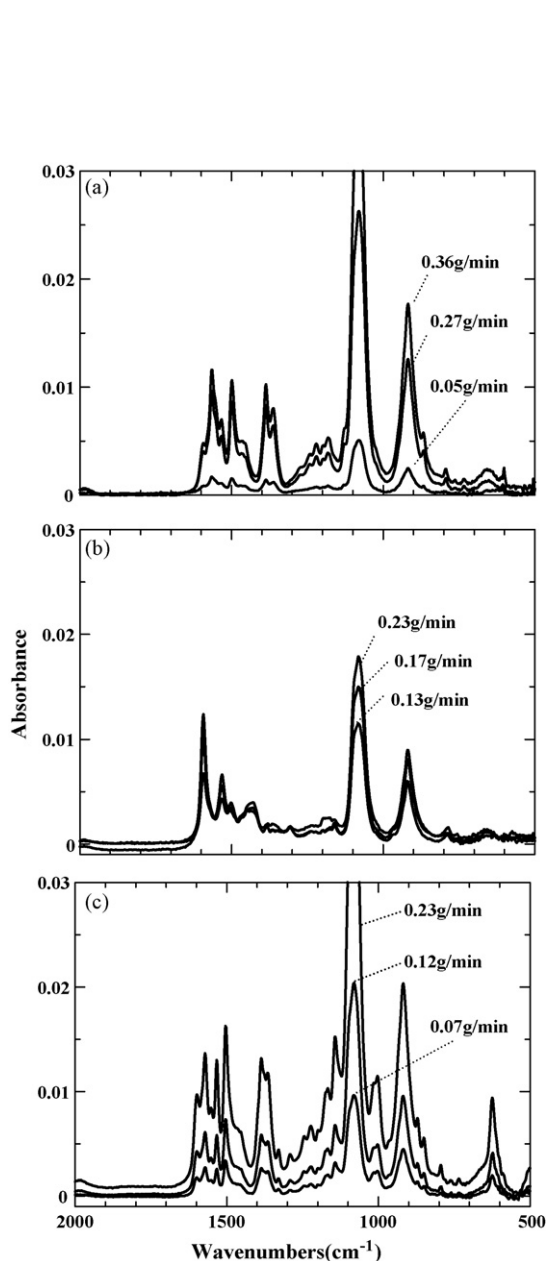 (a)
0.03
0.02
0.01
0
0.36g/min
0.27g/min
0.05g/min
(b)
0.03
0.02
0.01
0
0.23g/min
0.17g/min
0.13g/min
Absorbance
(c)
0.03
0.02
0.01
0
0.23g/min
0.12g/min
0.07g/min
2000 1500 1000 500
Wavenumbers(cm⁻¹)